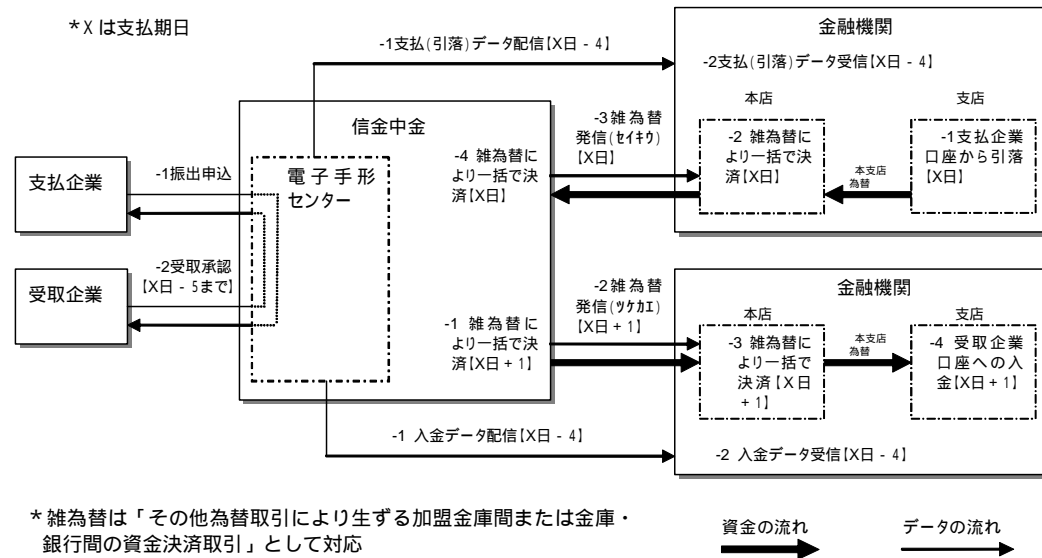 *Xは支払期日
-1支払(引落)データ配信【X日 - 4】
金融機関
-2支払(引落)データ受信【X日 - 4】
本店
支店
-3雑為替
発信(セイキウ)
【X日】
-2 雑為替に
より一括で決
済【X日】
-1支払企業
口座から引落
【X日】
本支店
為替
信金中金
-4 雑為替に
より一括で決
済【X日】
電子手形
センター
支払企業
-1振出申込
-2受取承認
【X日 - 5まで】
受取企業
-1 雑為替に
より一括で決
済【X日 + 1】
-2雑為替
発信(ツケカエ)
【X日 + 1】
金融機関
本店
支店
-3 雑為替に
より一括で
決済【X日
+ 1】
本支店
為替
-4 受取企業
口座への入
金【X日 + 1】
-1 入金データ配信【X日 - 4】
-2 入金データ受信【X日 - 4】
*雑為替は「その他為替取引により生ずる加盟金庫間または金庫・
銀行間の資金決済取引」として対応
資金の流れ
データの流れ